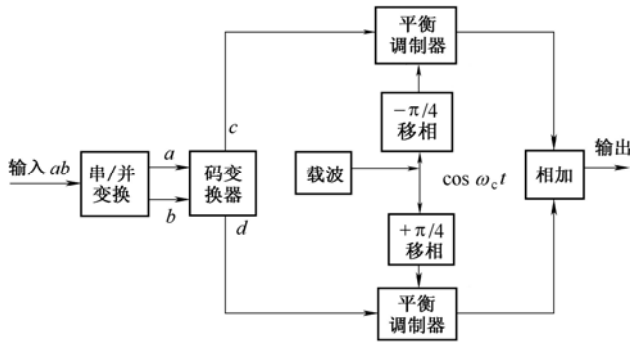 平衡
调制器
c
−π/4
移相
输入 ab
串/并
变换
a
b
码变
换器
d
载波
cos ω_c t
相加
输出
+π/4
移相
平衡
调制器